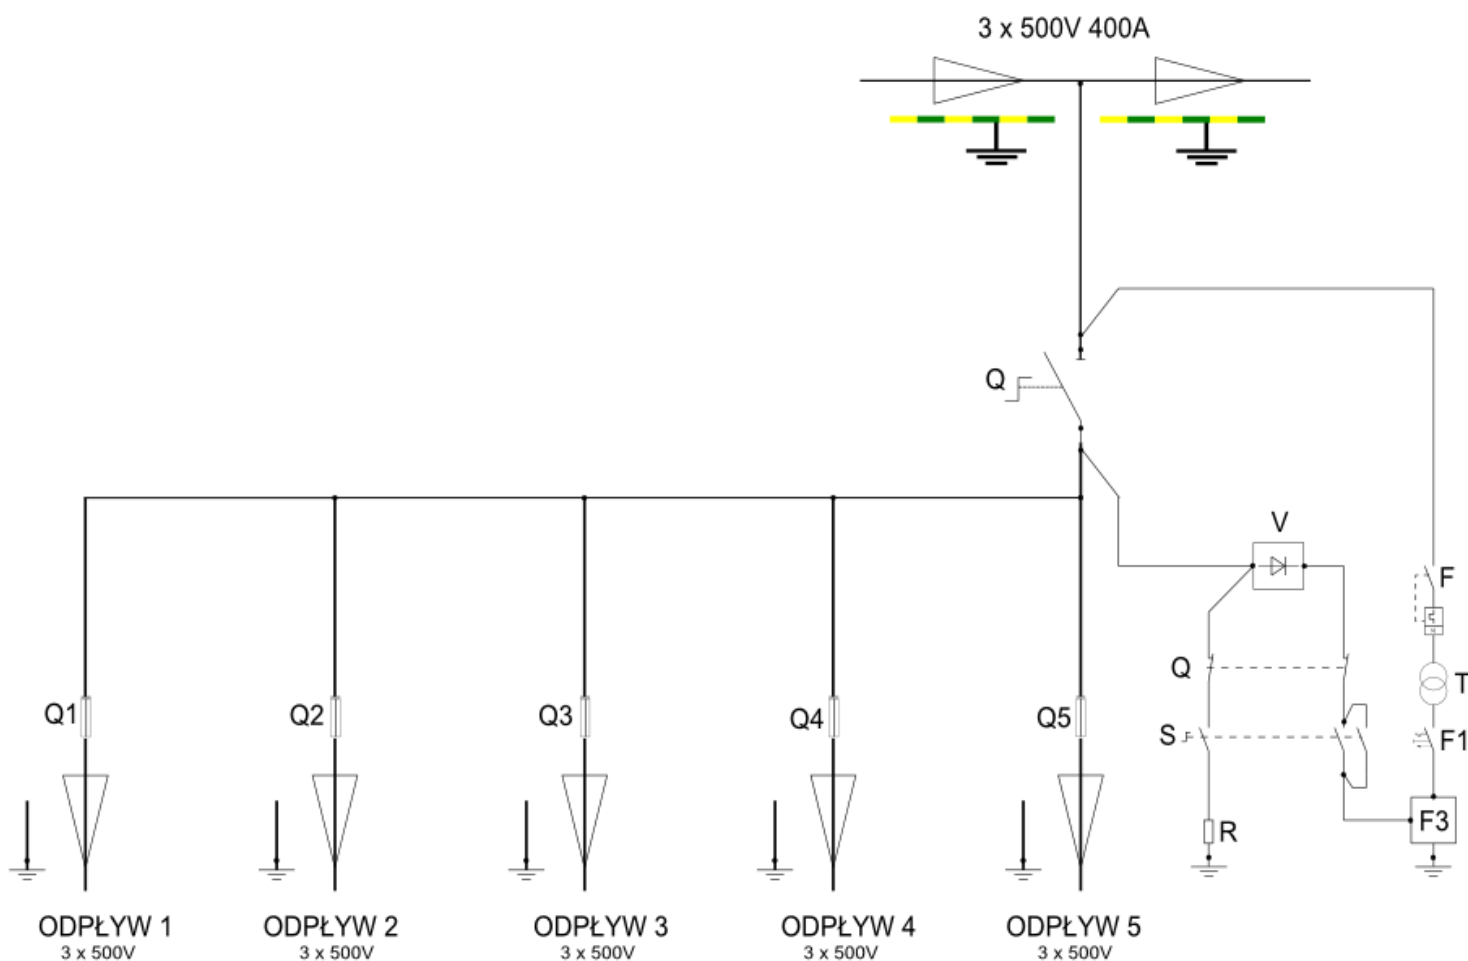 3 x 500V 400A
Q
V
F
Q
T
Q1
Q2
Q3
Q4
Q5
S
F1
F3
R
ODPŁYW 1
3 x 500V
ODPŁYW 2
3 x 500V
ODPŁYW 3
3 x 500V
ODPŁYW 4
3 x 500V
ODPŁYW 5
3 x 500V